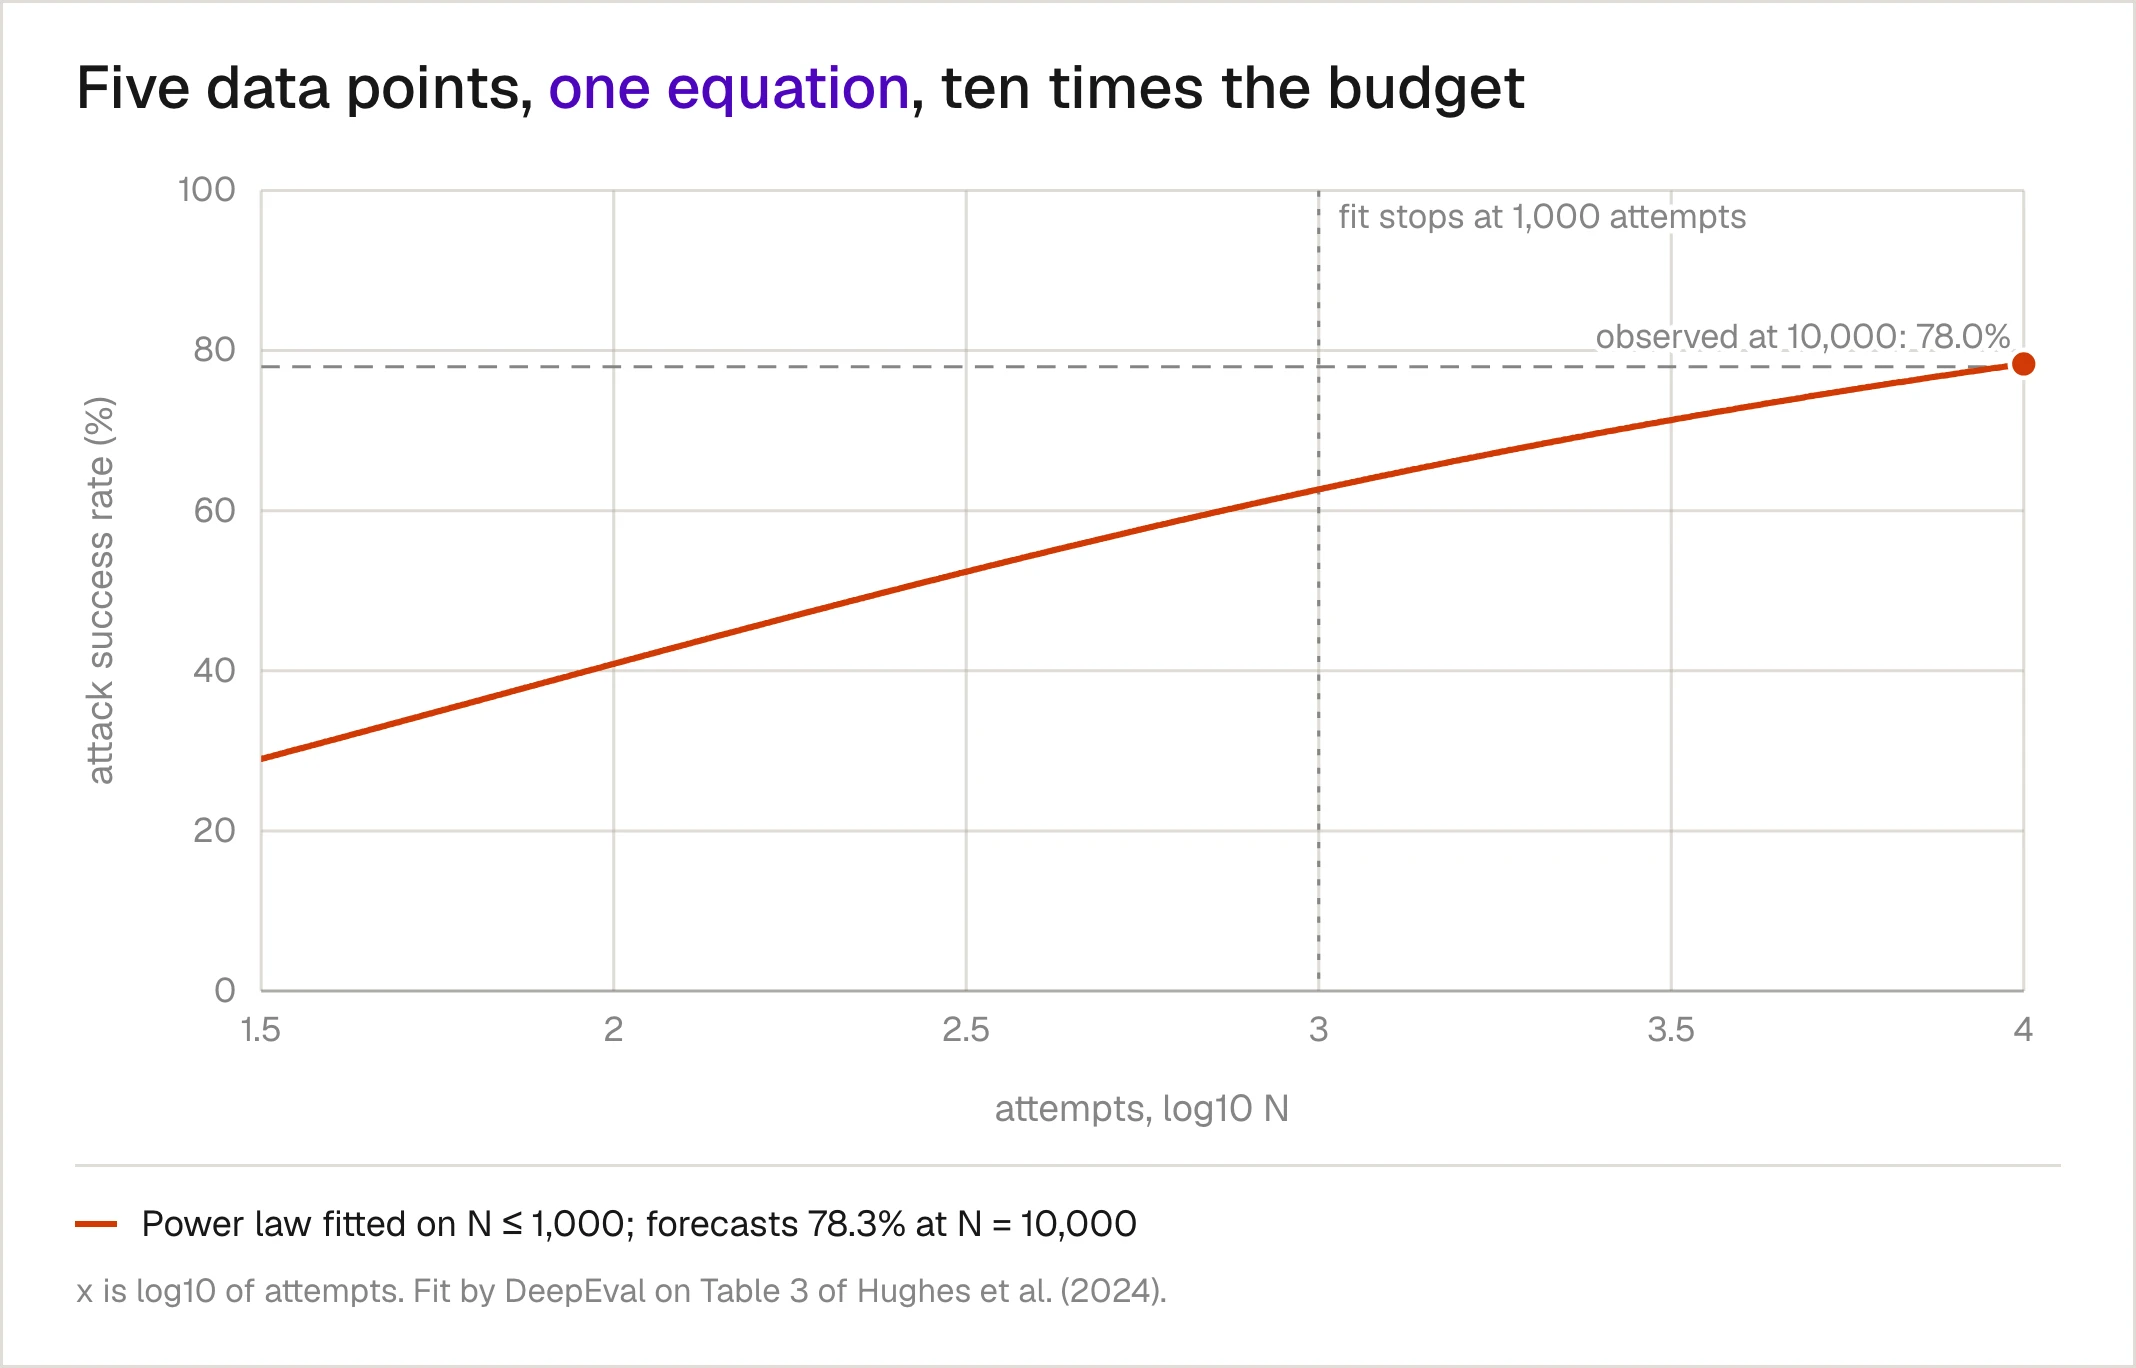 Five data points, one equation, ten times the budget
100
fit stops at 1,000 attempts
observed at 10,000: 78.0%
80
60
40
20
0
attack success rate (%)
1.5 2 2.5 3 3.5 4
attempts, log10 N
Power law fitted on N ≤ 1,000; forecasts 78.3% at N = 10,000
x is log10 of attempts. Fit by DeepEval on Table 3 of Hughes et al. (2024).